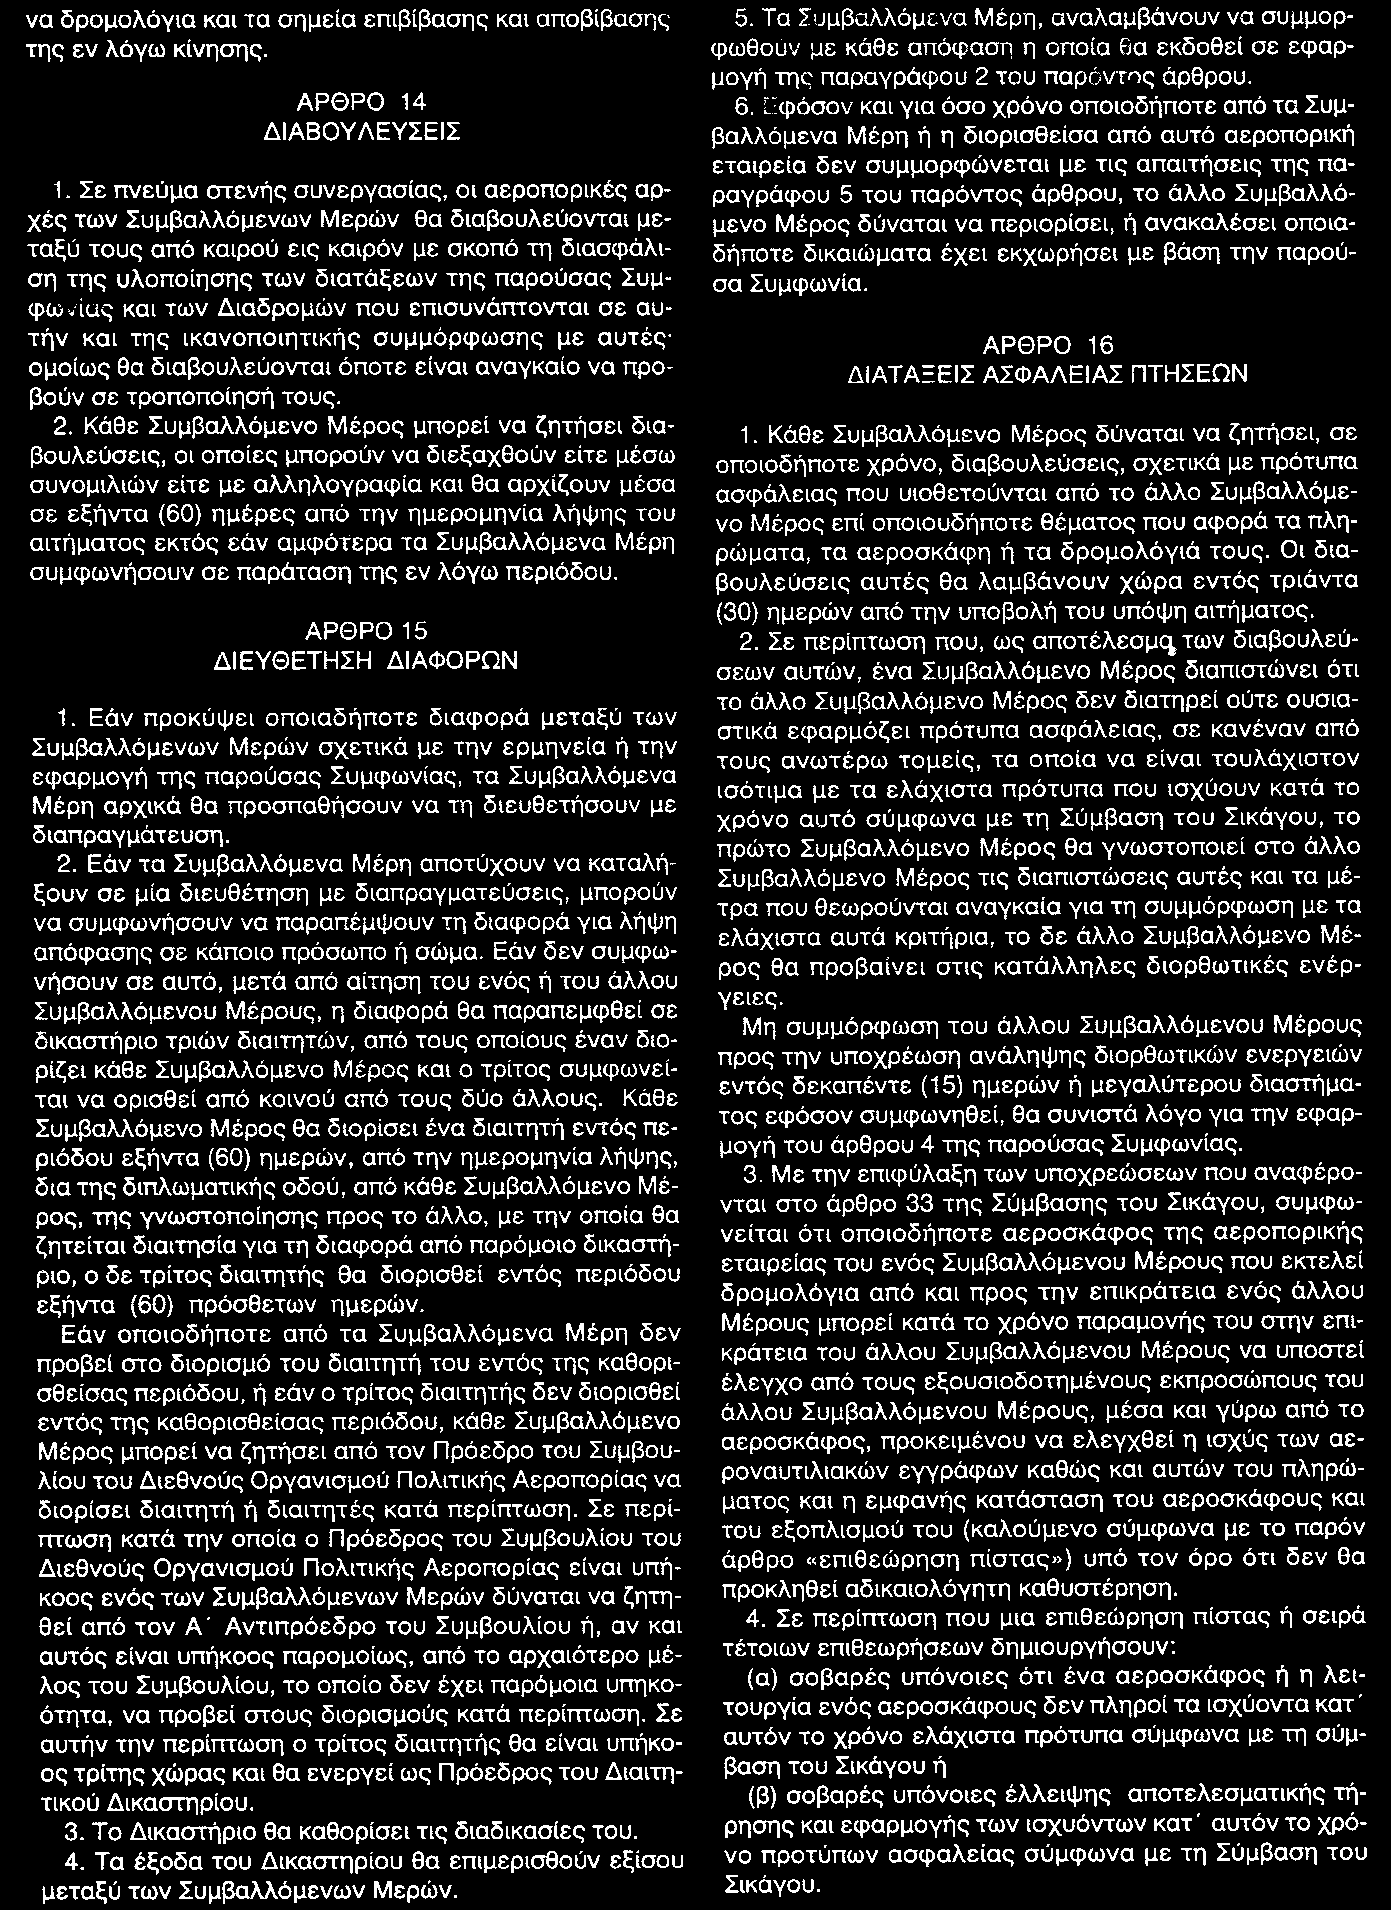 να δρομολόγια και τα σημεία επιβίβασης και αποβίβασης
της εν λόγω κίνησης.
ΑΡΘΡΟ 14
ΔΙΑΒΟΥΛΕΥΣΕΙΣ
1. Σε πνεύμα στενής συνεργασίας, οι αεροπορικές αρ-
χές των Συμβαλλόμενων Μερών θα διαβουλεύονται με-
ταξύ τους από καιρού εις καιρόν με σκοπό τη διασφάλι-
ση της υλοποίησης των διατάξεων της παρούσας Συμ-
φωνίας και των Διαδρομών που επισυνάπτονται σε αυ-
τήν και της ικανοποιητικής συμμόρφωσης με αυτές·
ομοίως θα διαβουλεύονται όποτε είναι αναγκαίο να προ-
βούν σε τροποποίησή τους.
2. Κάθε Συμβαλλόμενο Μέρος μπορεί να ζητήσει δια-
βουλεύσεις, οι οποίες μπορούν να διεξαχθούν είτε μέσω
συνομιλιών είτε με αλληλογραφία και θα αρχίζουν μέσα
σε εξήντα (60) ημέρες από την ημερομηνία λήψης του
αιτήματος εκτός εάν αμφότερα τα Συμβαλλόμενα Μέρη
συμφωνήσουν σε παράταση της εν λόγω περιόδου.
ΑΡΘΡΟ 15
ΔΙΕΥΘΕΤΗΣΗ ΔΙΑΦΟΡΩΝ
1. Εάν προκύψει οποιαδήποτε διαφορά μεταξύ των
Συμβαλλόμενων Μερών σχετικά με την ερμηνεία ή την
εφαρμογή της παρούσας Συμφωνίας, τα Συμβαλλόμενα
Μέρη αρχικά θα προσπαθήσουν να τη διευθετήσουν με
διαπραγμάτευση.
2. Εάν τα Συμβαλλόμενα Μέρη αποτύχουν να καταλή-
ξουν σε μία διευθέτηση με διαπραγματεύσεις, μπορούν
να συμφωνήσουν να παραπέμψουν τη διαφορά για λήψη
απόφασης σε κάποιο πρόσωπο ή σώμα. Εάν δεν συμφω-
νήσουν σε αυτό, μετά από αίτηση του ενός ή του άλλου
Συμβαλλόμενου Μέρους, η διαφορά θα παραπεμφθεί σε
δικαστήριο τριών διαιτητών, από τους οποίους έναν διο-
ρίζει κάθε Συμβαλλόμενο Μέρος και ο τρίτος συμφωνεί-
ται να ορισθεί από κοινού από τους δύο άλλους. Κάθε
Συμβαλλόμενο Μέρος θα διορίσει ένα διαιτητή εντός πε-
ριόδου εξήντα (60) ημερών, από την ημερομηνία λήψης,
δια της διπλωματικής οδού, από κάθε Συμβαλλόμενο Μέ-
ρος, της γνωστοποίησης προς το άλλο, με την οποία θα
ζητείται διαιτησία για τη διαφορά από παρόμοιο δικαστή-
ριο, ο δε τρίτος διαιτητής θα διορισθεί εντός περιόδου
εξήντα (60) πρόσθετων ημερών.
Εάν οποιοδήποτε από τα Συμβαλλόμενα Μέρη δεν
προβεί στο διορισμό του διαιτητή του εντός της καθορι-
σθείσας περιόδου, ή εάν ο τρίτος διαιτητής δεν διορισθεί
εντός της καθορισθείσας περιόδου, κάθε Συμβαλλόμενο
Μέρος μπορεί να ζητήσει από τον Πρόεδρο του Συμβου-
λίου του Διεθνούς Οργανισμού Πολιτικής Αεροπορίας να
διορίσει διαιτητή ή διαιτητές κατά περίπτωση. Σε περί-
πτωση κατά την οποία ο Πρόεδρος του Συμβουλίου του
Διεθνούς Οργανισμού Πολιτικής Αεροπορίας είναι υπή-
κοος ενός των Συμβαλλόμενων Μερών δύναται να ζητη-
θεί από τον Α΄ Αντιπρόεδρο του Συμβουλίου ή, αν και
αυτός είναι υπήκοος παρομοίως, από το αρχαιότερο μέ-
λος του Συμβουλίου, το οποίο δεν έχει παρόμοια υπηκο-
ότητα, να προβεί στους διορισμούς κατά περίπτωση. Σε
αυτήν την περίπτωση ο τρίτος διαιτητής θα είναι υπήκο-
ος τρίτης χώρας και θα ενεργεί ως Πρόεδρος του Διαιτη-
τικού Δικαστηρίου.
3. Το Δικαστήριο θα καθορίσει τις διαδικασίες του.
4. Τα έξοδα του Δικαστηρίου θα επιμερισθούν εξίσου
μεταξύ των Συμβαλλόμενων Μερών.
5. Τα Συμβαλλόμενα Μέρη, αναλαμβάνουν να συμμορ-
φωθούν με κάθε απόφαση η οποία θα εκδοθεί σε εφαρ-
μογή της παραγράφου 2 του παρόντος άρθρου.
6. Εφόσον και για όσο χρόνο οποιοδήποτε από τα Συμ-
βαλλόμενα Μέρη ή η διορισθείσα από αυτό αεροπορική
εταιρεία δεν συμμορφώνεται με τις απαιτήσεις της πα-
ραγράφου 5 του παρόντος άρθρου, το άλλο Συμβαλλό-
μενο Μέρος δύναται να περιορίσει, ή ανακαλέσει οποια-
δήποτε δικαιώματα έχει εκχωρήσει με βάση την παρού-
σα Συμφωνία.
ΑΡΘΡΟ 16
ΔΙΑΤΑΞΕΙΣ ΑΣΦΑΛΕΙΑΣ ΠΤΗΣΕΩΝ
1. Κάθε Συμβαλλόμενο Μέρος δύναται να ζητήσει, σε
οποιοδήποτε χρόνο, διαβουλεύσεις, σχετικά με πρότυπα
ασφάλειας που υιοθετούνται από το άλλο Συμβαλλόμε-
νο Μέρος επί οποιουδήποτε θέματος που αφορά τα πλη-
ρώματα, τα αεροσκάφη ή τα δρομολόγιά τους. Οι δια-
βουλεύσεις αυτές θα λαμβάνουν χώρα εντός τριάντα
(30) ημερών από την υποβολή του υπόψη αιτήματος.
2. Σε περίπτωση που, ως αποτέλεσμα των διαβουλεύ-
σεων αυτών, ένα Συμβαλλόμενο Μέρος διαπιστώνει ότι
το άλλο Συμβαλλόμενο Μέρος δεν διατηρεί ούτε ουσια-
στικά εφαρμόζει πρότυπα ασφάλειας, σε κανέναν από
τους ανωτέρω τομείς, τα οποία να είναι τουλάχιστον
ισότιμα με τα ελάχιστα πρότυπα που ισχύουν κατά το
χρόνο αυτό σύμφωνα με τη Σύμβαση του Σικάγου, το
πρώτο Συμβαλλόμενο Μέρος θα γνωστοποιεί στο άλλο
Συμβαλλόμενο Μέρος τις διαπιστώσεις αυτές και τα μέ-
τρα που θεωρούνται αναγκαία για τη συμμόρφωση με τα
ελάχιστα αυτά κριτήρια, το δε άλλο Συμβαλλόμενο Μέ-
ρος θα προβαίνει στις κατάλληλες διορθωτικές ενέρ-
γειες.
Μη συμμόρφωση του άλλου Συμβαλλόμενου Μέρους
προς την υποχρέωση ανάληψης διορθωτικών ενεργειών
εντός δεκαπέντε (15) ημερών ή μεγαλύτερου διαστήμα-
τος εφόσον συμφωνηθεί, θα συνιστά λόγο για την εφαρ-
μογή του άρθρου 4 της παρούσας Συμφωνίας.
3. Με την επιφύλαξη των υποχρεώσεων που αναφέρο-
νται στο άρθρο 33 της Σύμβασης του Σικάγου, συμφω-
νείται ότι οποιοδήποτε αεροσκάφος της αεροπορικής
εταιρείας του ενός Συμβαλλόμενου Μέρους που εκτελεί
δρομολόγια από και προς την επικράτεια ενός άλλου
Μέρους μπορεί κατά το χρόνο παραμονής του στην επι-
κράτεια του άλλου Συμβαλλόμενου Μέρους να υποστεί
έλεγχο από τους εξουσιοδοτημένους εκπροσώπους του
άλλου Συμβαλλόμενου Μέρους, μέσα και γύρω από το
αεροσκάφος, προκειμένου να ελεγχθεί η ισχύς των αε-
ροναυτιλιακών εγγράφων καθώς και αυτών του πληρώ-
ματος και η εμφανής κατάσταση του αεροσκάφους και
του εξοπλισμού του (καλούμενο σύμφωνα με το παρόν
άρθρο «επιθεώρηση πίστας») υπό τον όρο ότι δεν θα
προκληθεί αδικαιολόγητη καθυστέρηση.
4. Σε περίπτωση που μια επιθεώρηση πίστας ή σειρά
τέτοιων επιθεωρήσεων δημιουργήσουν:
(α) σοβαρές υπόνοιες ότι ένα αεροσκάφος ή η λει-
τουργία ενός αεροσκάφους δεν πληροί τα ισχύοντα κατ΄
αυτόν το χρόνο ελάχιστα πρότυπα σύμφωνα με τη σύμ-
βαση του Σικάγου ή
(β) σοβαρές υπόνοιες έλλειψης αποτελεσματικής τή-
ρησης και εφαρμογής των ισχυόντων κατ΄ αυτόν το χρό-
νο προτύπων ασφαλείας σύμφωνα με τη Σύμβαση του
Σικάγου.